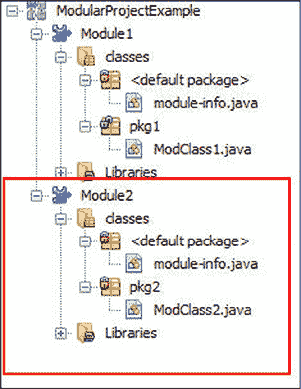 ModularProjectExample
Module1
classes
<default package>
module-info.java
pkg1
ModClass1.java
Libraries
Module2
classes
<default package>
module-info.java
pkg2
ModClass2.java
Libraries